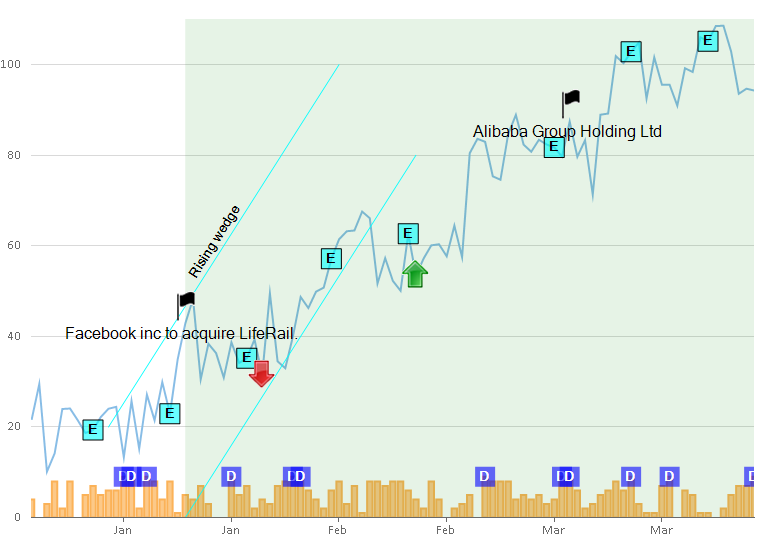 100
E
E
Alibaba Group Holding Ltd
80
E
Rising wedge
60
E
E
Facebook inc to acquire LifeRail.
40
E
E
20
E
D
D
D
D
D
D
D
D
D
D
D
D
0
Jan
Jan
Feb
Feb
Mar
Mar